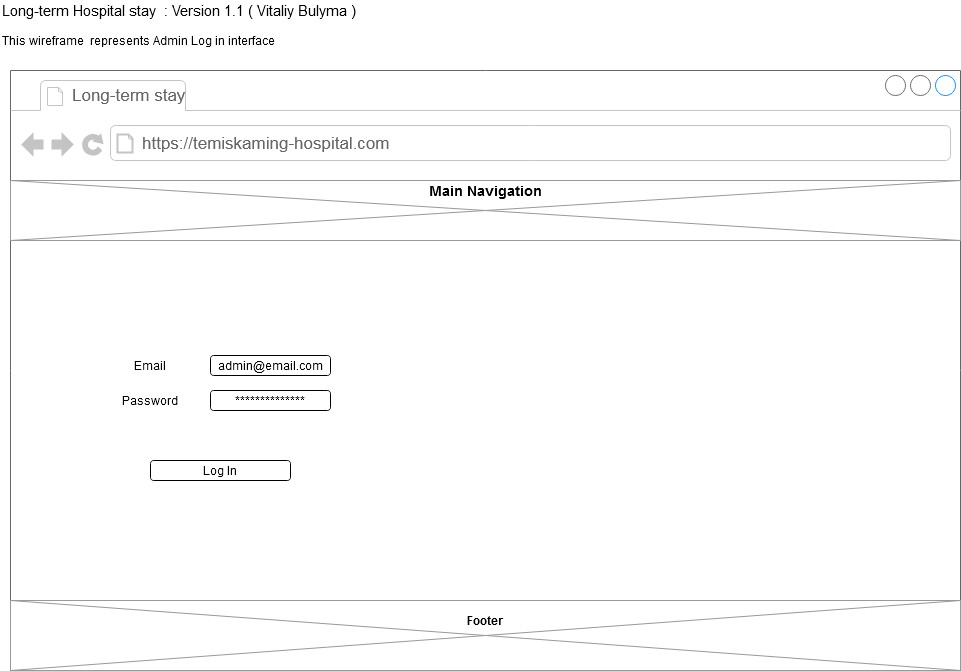 Long-term Hospital stay  : Version 1.1 ( Vitaliy Bulyma )
This wireframe  represents Admin Log in interface
Long-term stay
https://temiskaming-hospital.com
Main Navigation
Email admin@email.com
Password **************
Log In
Footer